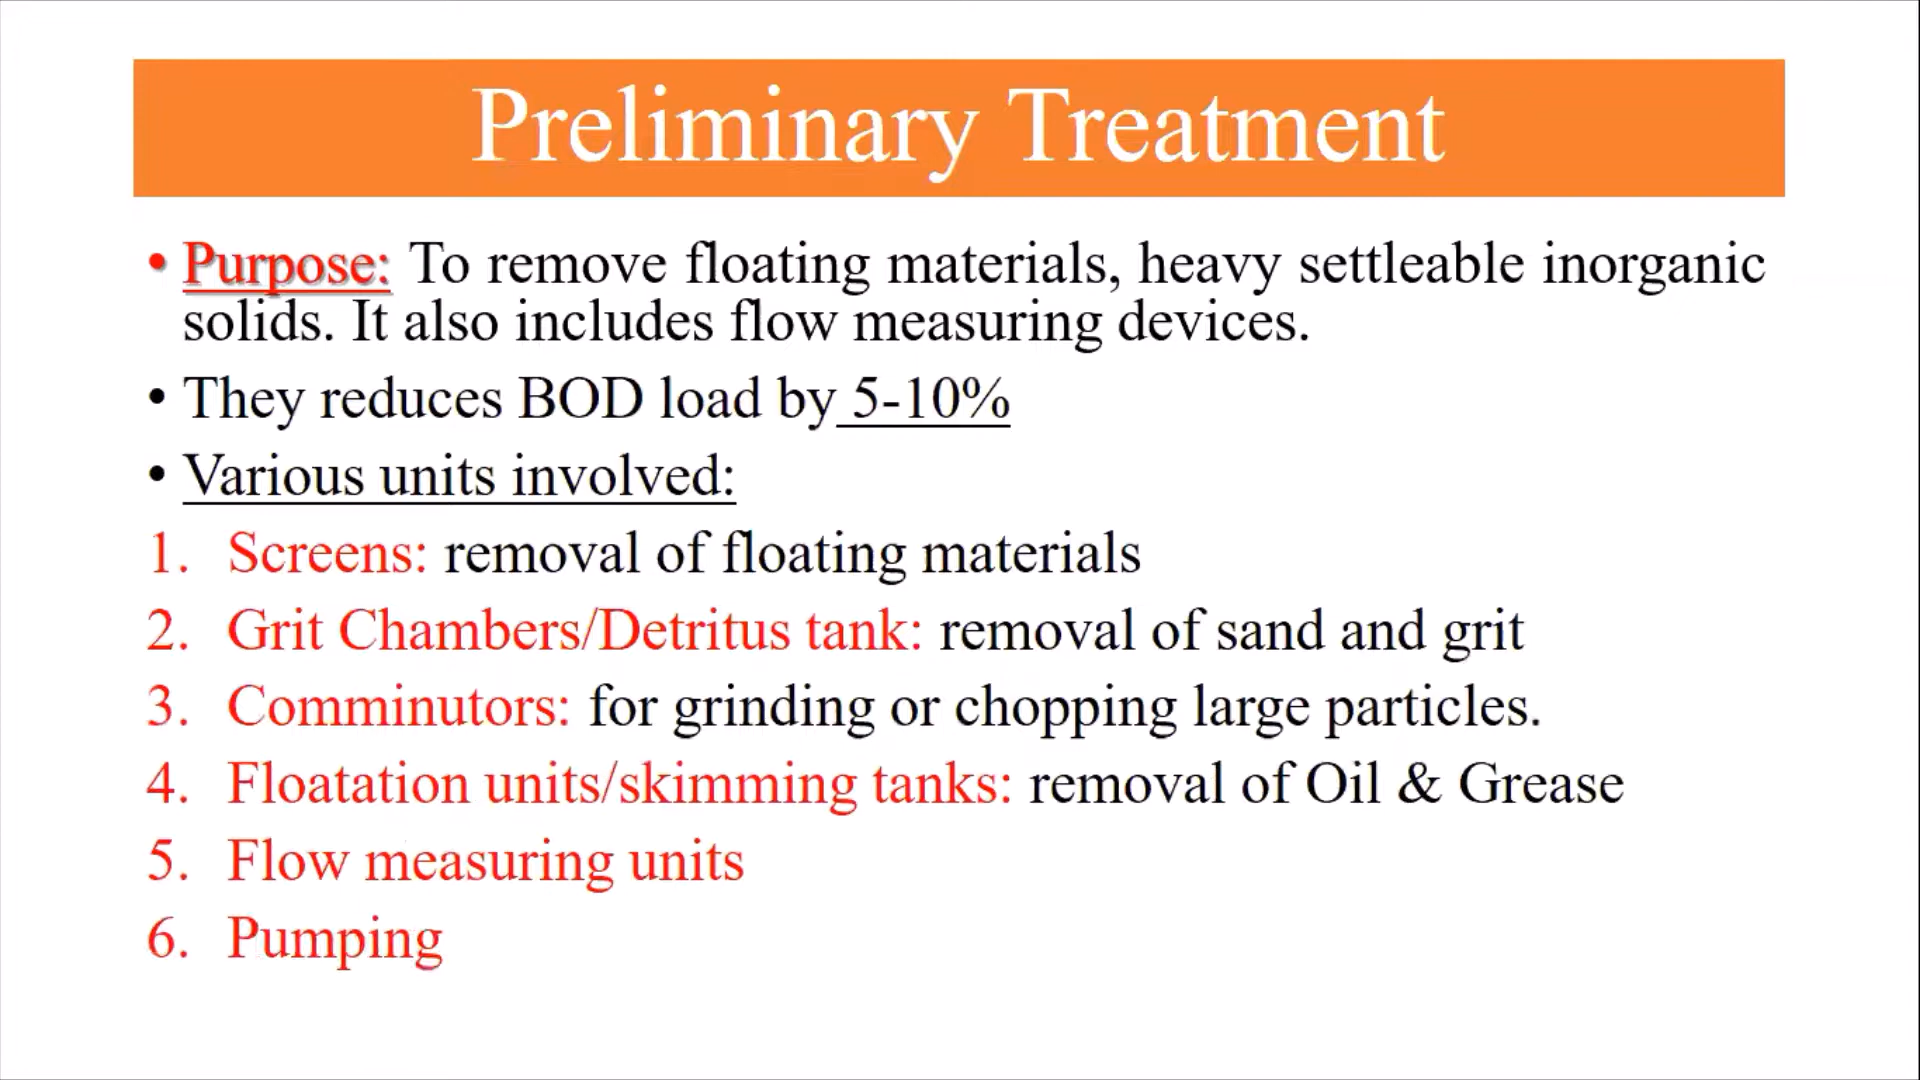 Preliminary Treatment
• Purpose: To remove floating materials, heavy settleable inorganic
solids. It also includes flow measuring devices.
• They reduces BOD load by 5-10%
• Various units involved:
1. Screens: removal of floating materials
2. Grit Chambers/Detritus tank: removal of sand and grit
3. Comminutors: for grinding or chopping large particles.
4. Floatation units/skimming tanks: removal of Oil & Grease
5. Flow measuring units
6. Pumping